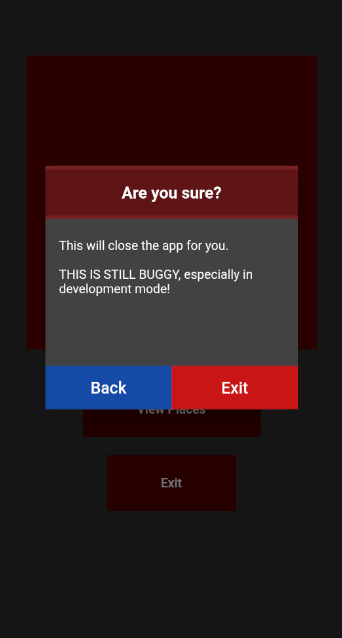 Are you sure?
This will close the app for you.
THIS IS STILL BUGGY, especially in
development mode!
Back
Exit
View Places
Exit